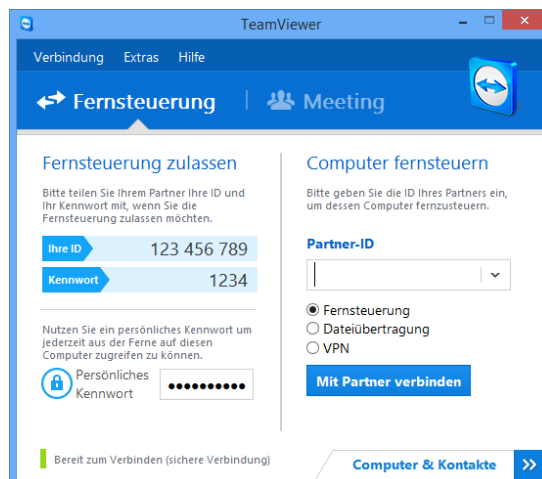 TeamViewer
Verbindung Extras Hilfe
Fernsteuerung
Meeting
Fernsteuerung zulassen
Bitte teilen Sie Ihrem Partner Ihre ID und
Ihr Kennwort mit, wenn Sie die
Fernsteuerung zulassen möchten.
Ihre ID 123 456 789
Kennwort 1234
Nutzen Sie ein persönliches Kennwort um
jederzeit aus der Ferne auf diesen
Computer zugreifen zu können.
Persönliches
Kennwort
Computer fernsteuern
Bitte geben Sie die ID Ihres Partners ein,
um dessen Computer fernzusteuern.
Partner-ID
Fernsteuerung
Dateiübertragung
VPN
Mit Partner verbinden
Bereit zum Verbinden (sichere Verbindung)
Computer & Kontakte